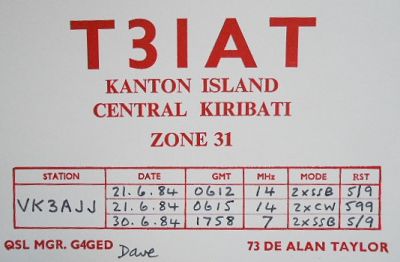 T31AT
KANTON ISLAND
CENTRAL KIRIBATI
ZONE 31
STATION DATE GMT MHz MODE RST
VK3AJJ 21.6.84 0612 14 2xSSB 5/9
21.6.84 0615 14 2xCW 599
30.6.84 1758 7 2xSSB 5/9
QSL MGR. G4GED Dave 73 DE ALAN TAYLOR